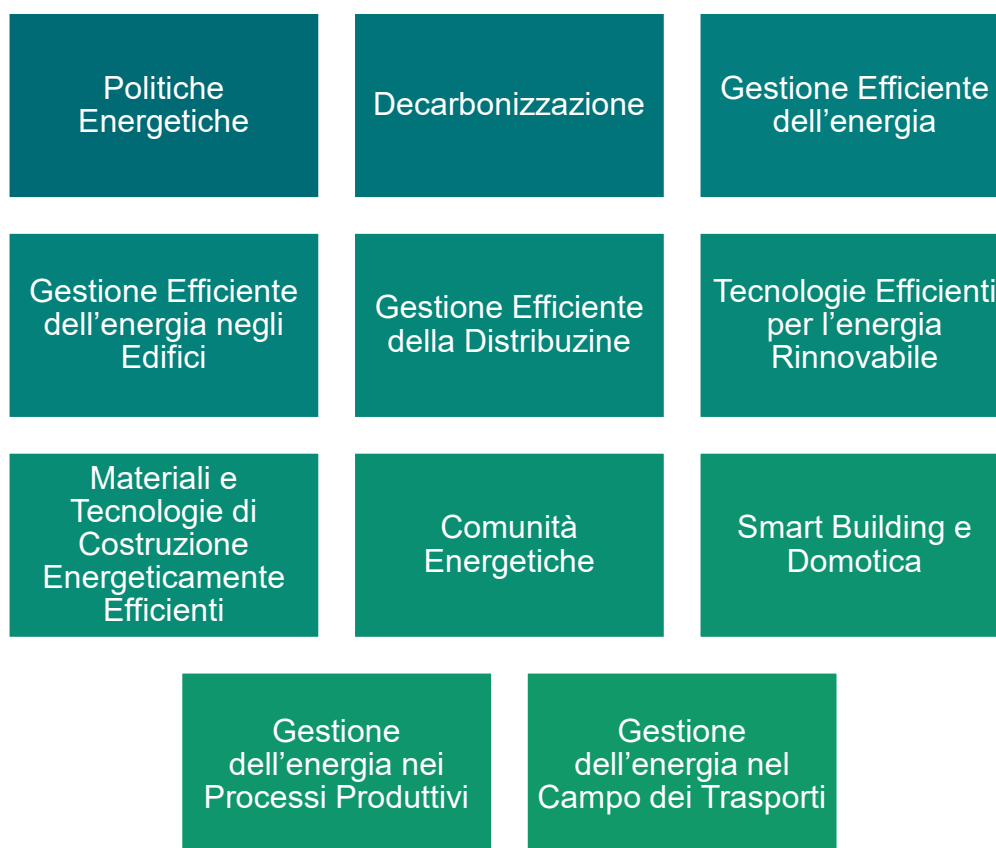 Politiche
Energetiche
Decarbonizzazione
Gestione Efficiente
dell’energia
Gestione Efficiente
dell’energia negli
Edifici
Gestione Efficiente
della Distribuzine
Tecnologie Efficienti
per l’energia
Rinnovabile
Materiali e
Tecnologie di
Costruzione
Energeticamente
Efficienti
Comunità
Energetiche
Smart Building e
Domotica
Gestione
dell’energia nei
Processi Produttivi
Gestione
dell’energia nel
Campo dei Trasporti